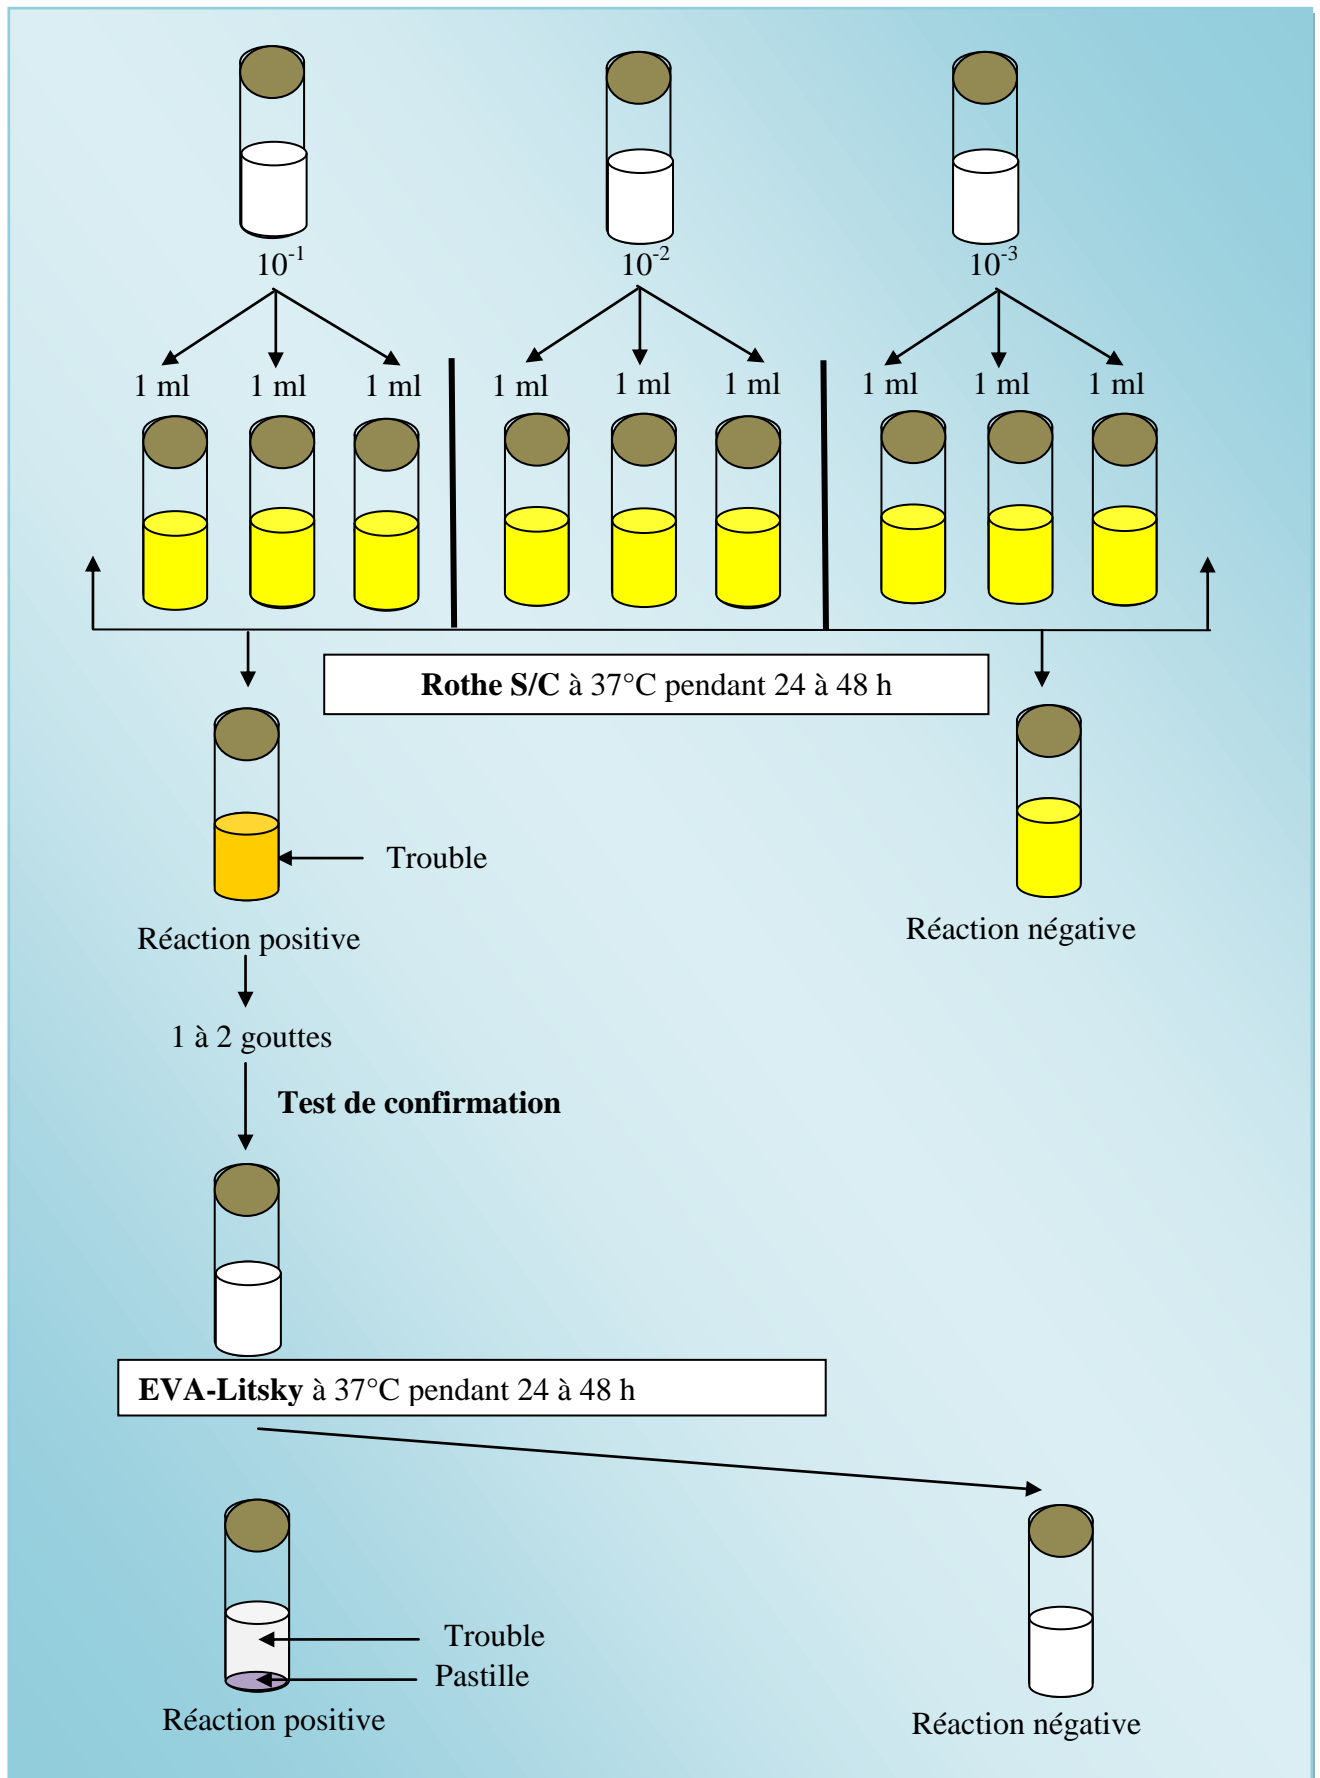 10⁻¹ 10⁻² 10⁻³
1 ml 1 ml 1 ml 1 ml 1 ml 1 ml 1 ml 1 ml 1 ml
Rothe S/C à 37°C pendant 24 à 48 h
Trouble
Réaction positive
Réaction négative
1 à 2 gouttes
Test de confirmation
EVA-Litsky à 37°C pendant 24 à 48 h
Trouble
Pastille
Réaction positive
Réaction négative